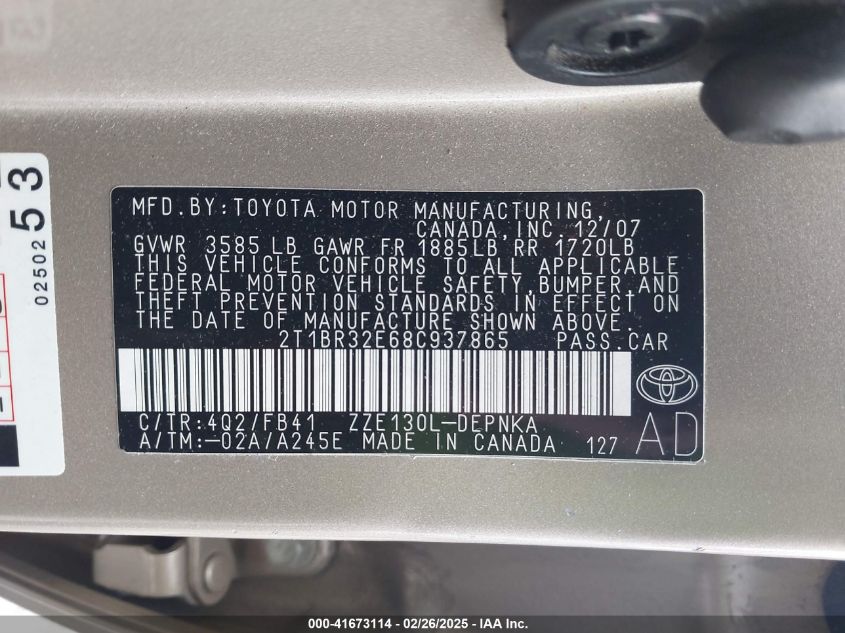 MFD.BY:TOYOTA MOTOR MANUFACTURING,
CANADA,INC.12/07
GVWR 3585 LB GAWR FR 1885LB RR 1720LB
THIS VEHICLE CONFORMS TO ALL APPLICABLE
FEDERAL MOTOR VEHICLE SAFETY,BUMPER,AND
THEFT PREVENTION STANDARDS IN EFFECT ON
THE DATE OF MANUFACTURE SHOWN ABOVE.
2T1BR32E68C937865 PASS.CAR
C/TR:4Q2/FB41 ZZE130L-DEPNKA
A/TM:-02A/A245E MADE IN CANADA 127
AD
53
02502
000-41673114 - 02/26/2025 - IAA Inc.